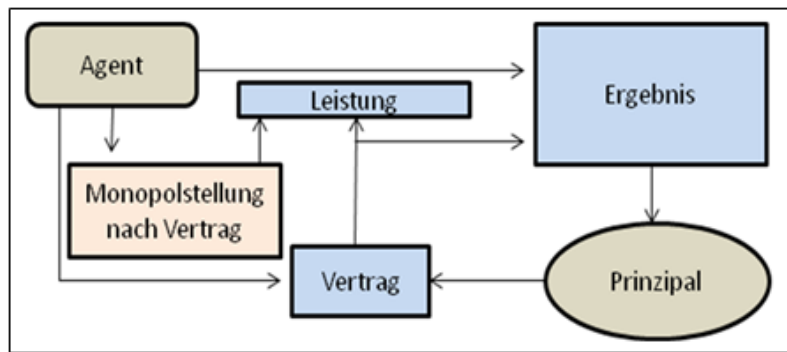 Agent
Leistung
Ergebnis
Monopolstellung
nach Vertrag
Vertrag
Prinzipal